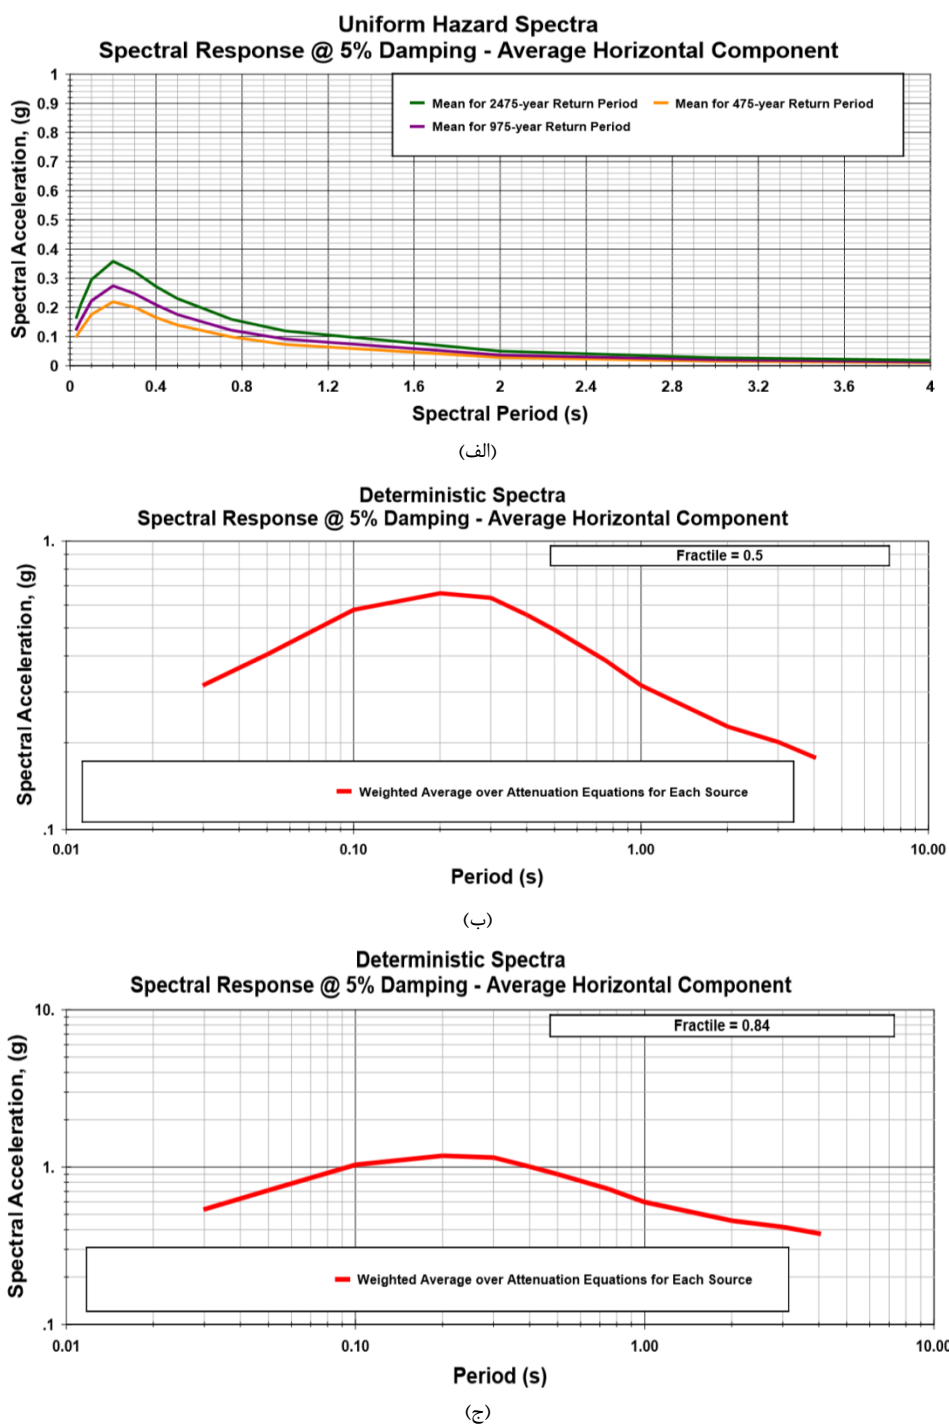 Uniform Hazard Spectra
Spectral Response @ 5% Damping - Average Horizontal Component
Mean for 2475-year Return Period
Mean for 475-year Return Period
Mean for 975-year Return Period
Spectral Acceleration, (g)
1
0.9
0.8
0.7
0.6
0.5
0.4
0.3
0.2
0.1
0
0 0.4 0.8 1.2 1.6 2 2.4 2.8 3.2 3.6 4
Spectral Period (s)
(الف)
Deterministic Spectra
Spectral Response @ 5% Damping - Average Horizontal Component
Fractile = 0.5
Spectral Acceleration, (g)
1.
Weighted Average over Attenuation Equations for Each Source
.1
0.01 0.10 1.00 10.00
Period (s)
(ب)
Deterministic Spectra
Spectral Response @ 5% Damping - Average Horizontal Component
10.
Fractile = 0.84
Spectral Acceleration, (g)
1.
Weighted Average over Attenuation Equations for Each Source
.1
0.01 0.10 1.00 10.00
Period (s)
(ج)